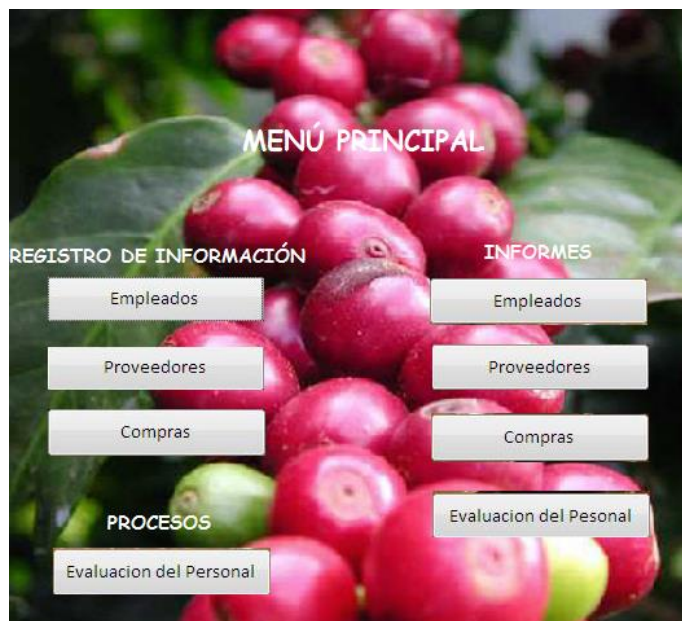 MENÚ PRINCIPAL
REGISTRO DE INFORMACIÓN
Empleados
Proveedores
Compras
PROCESOS
Evaluacion del Personal
INFORMES
Empleados
Proveedores
Compras
Evaluacion del Pesonal